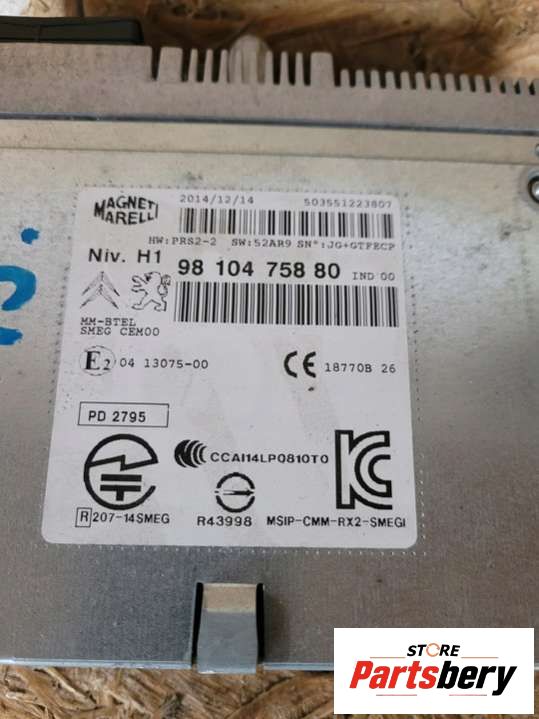 MAGNETI
MARELLI
2014/12/14 503551223807
HW:PRS2-2 SW:52AR9 SN°:JG+GTFECP
Niv. H1 98 104 758 80 IND 00
MM-BTEL
SMEG CEM00
E2 04 13075-00 CE 18770B 26
PD 2795
CCAI14LP0810T0
R 207-14SMEG R43998 MSIP-CMM-RX2-SMEGI
STORE
Partsbery